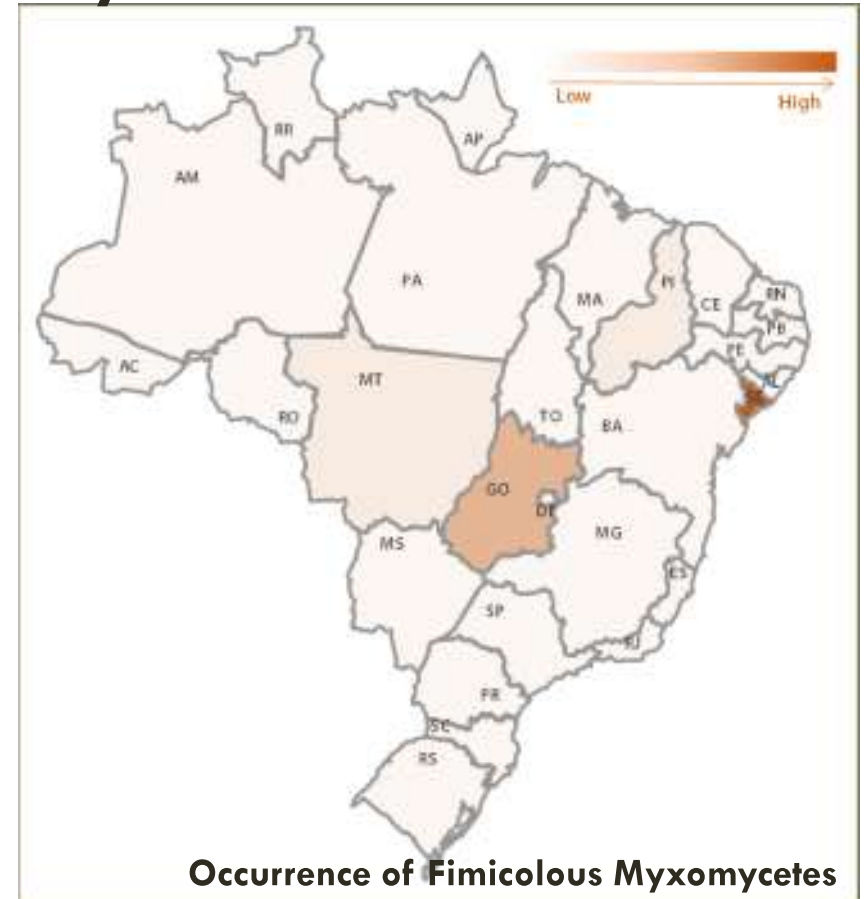 Low
High
RR
AP
AM
PA
MA
PI
CE
RN
PB
PE
AC
AL
MT
RO
TO
BA
GO
DF
MG
MS
ES
SP
RJ
PR
SC
RS
Occurrence of Fimicolous Myxomycetes